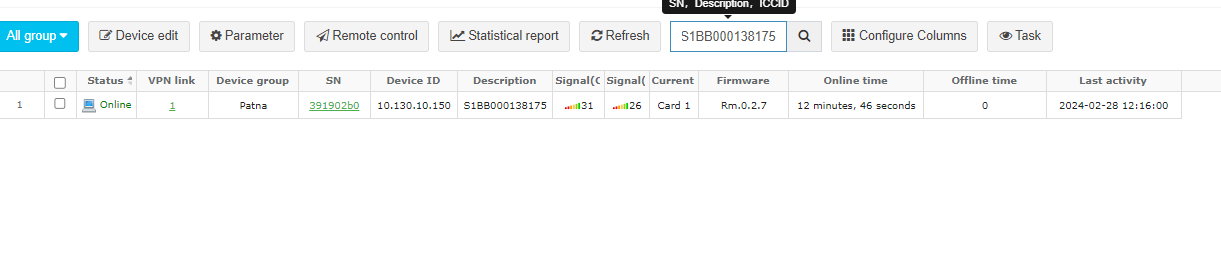 SN, Description, ICCID
All group Device edit Parameter Remote control Statistical report Refresh S1BB000138175 Configure Columns Task
Status VPN link Device group SN Device ID Description Signal(C Signal( Current Firmware Online time Offline time Last activity
1 Online 1 Patna 391902b0 10.130.10.150 S1BB000138175 31 26 Card 1 Rm.0.2.7 12 minutes, 46 seconds 0 2024-02-28 12:16:00